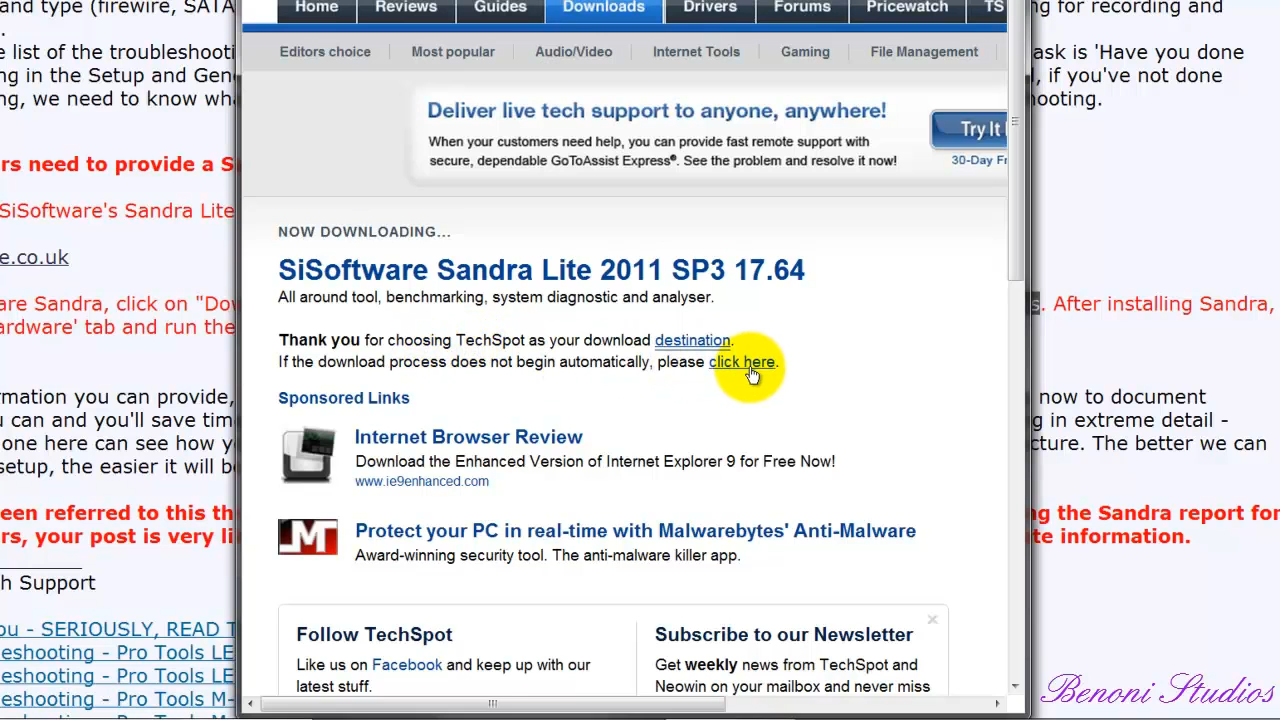 and type (firewire, SATA
ng for recording and
.
e list of the troubleshooti
ask is 'Have you done
ng in the Setup and Gen
, if you've not done
ng, we need to know wh
hooting.
rs need to provide a S
SiSoftware's Sandra Lite
e.co.uk
are Sandra, click on "Dov
s. After installing Sandra,
ardware' tab and run the
rmation you can provide,
now to document
u can and you'll save tim
g in extreme detail -
one here can see how y
cture. The better we can
setup, the easier it will b
een referred to this th
ng the Sandra report for
rs, your post is very li
te information.
h Support
ou - SERIOUSLY, READ T
eshooting - Pro Tools LE
eshooting - Pro Tools LE
eshooting - Pro Tools M-
Home Reviews Guides Downloads Drivers Forums Pricewatch TS
Editors choice Most popular Audio/Video Internet Tools Gaming File Management
Deliver live tech support to anyone, anywhere!
When your customers need help, you can provide fast remote support with
secure, dependable GoToAssist Express®. See the problem and resolve it now!
Try It
30-Day Fr
NOW DOWNLOADING...
SiSoftware Sandra Lite 2011 SP3 17.64
All around tool, benchmarking, system diagnostic and analyser.
Thank you for choosing TechSpot as your download destination.
If the download process does not begin automatically, please click here.
Sponsored Links
Internet Browser Review
Download the Enhanced Version of Internet Explorer 9 for Free Now!
www.ie9enhanced.com
Protect your PC in real-time with Malwarebytes' Anti-Malware
Award-winning security tool. The anti-malware killer app.
Follow TechSpot
Like us on Facebook and keep up with our
latest stuff.
Subscribe to our Newsletter
Get weekly news from TechSpot and
Neowin on your mailbox and never miss
Benoni Studios